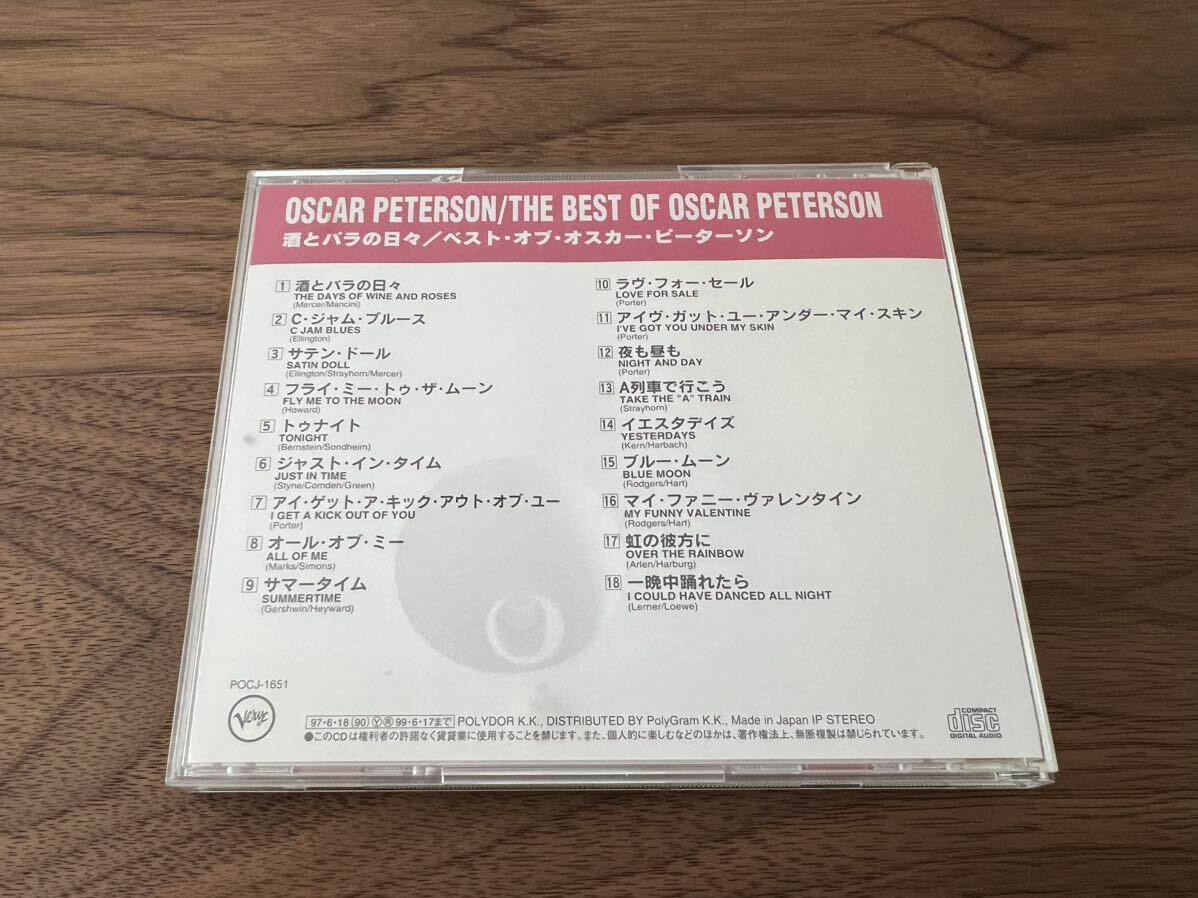 OSCAR PETERSON/THE BEST OF OSCAR PETERSON
酒とバラの日々/ベスト・オブ・オスカー・ピーターソン
1 酒とバラの日々
THE DAYS OF WINE AND ROSES
(Mercer/Mancini)
2 C・ジャム・ブルース
C JAM BLUES
(Ellington)
3 サテン・ドール
SATIN DOLL
(Ellington/Strayhorn/Mercer)
4 フライ・ミー・トゥ・ザ・ムーン
FLY ME TO THE MOON
(Howard)
5 トゥナイト
TONIGHT
(Bernstein/Sondheim)
6 ジャスト・イン・タイム
JUST IN TIME
(Styne/Comden/Green)
7 アイ・ゲット・ア・キック・アウト・オブ・ユー
I GET A KICK OUT OF YOU
(Porter)
8 オール・オブ・ミー
ALL OF ME
(Marks/Simons)
9 サマータイム
SUMMERTIME
(Gershwin/Heyward)
10 ラヴ・フォー・セール
LOVE FOR SALE
(Porter)
11 アイヴ・ガット・ユー・アンダー・マイ・スキン
I'VE GOT YOU UNDER MY SKIN
(Porter)
12 夜も昼も
NIGHT AND DAY
(Porter)
13 A列車で行こう
TAKE THE "A" TRAIN
(Strayhorn)
14 イエスタデイズ
YESTERDAYS
(Kern/Harbach)
15 ブルー・ムーン
BLUE MOON
(Rodgers/Hart)
16 マイ・ファニー・ヴァレンタイン
MY FUNNY VALENTINE
(Rodgers/Hart)
17 虹の彼方に
OVER THE RAINBOW
(Arlen/Harburg)
18 一晩中踊れたら
I COULD HAVE DANCED ALL NIGHT
(Lerner/Loewe)
POCJ-1651
Verve
97・6・18 (90) Ⓨ Ⓡ 99・6・17まで POLYDOR K.K., DISTRIBUTED BY PolyGram K.K., Made in Japan IP STEREO
●このCDは権利者の許諾なく賃貸業に使用することを禁じます。また、個人的に楽しむなどのほかは、著作権法上、無断複製は禁じられています。
COMPACT
disc
DIGITAL AUDIO